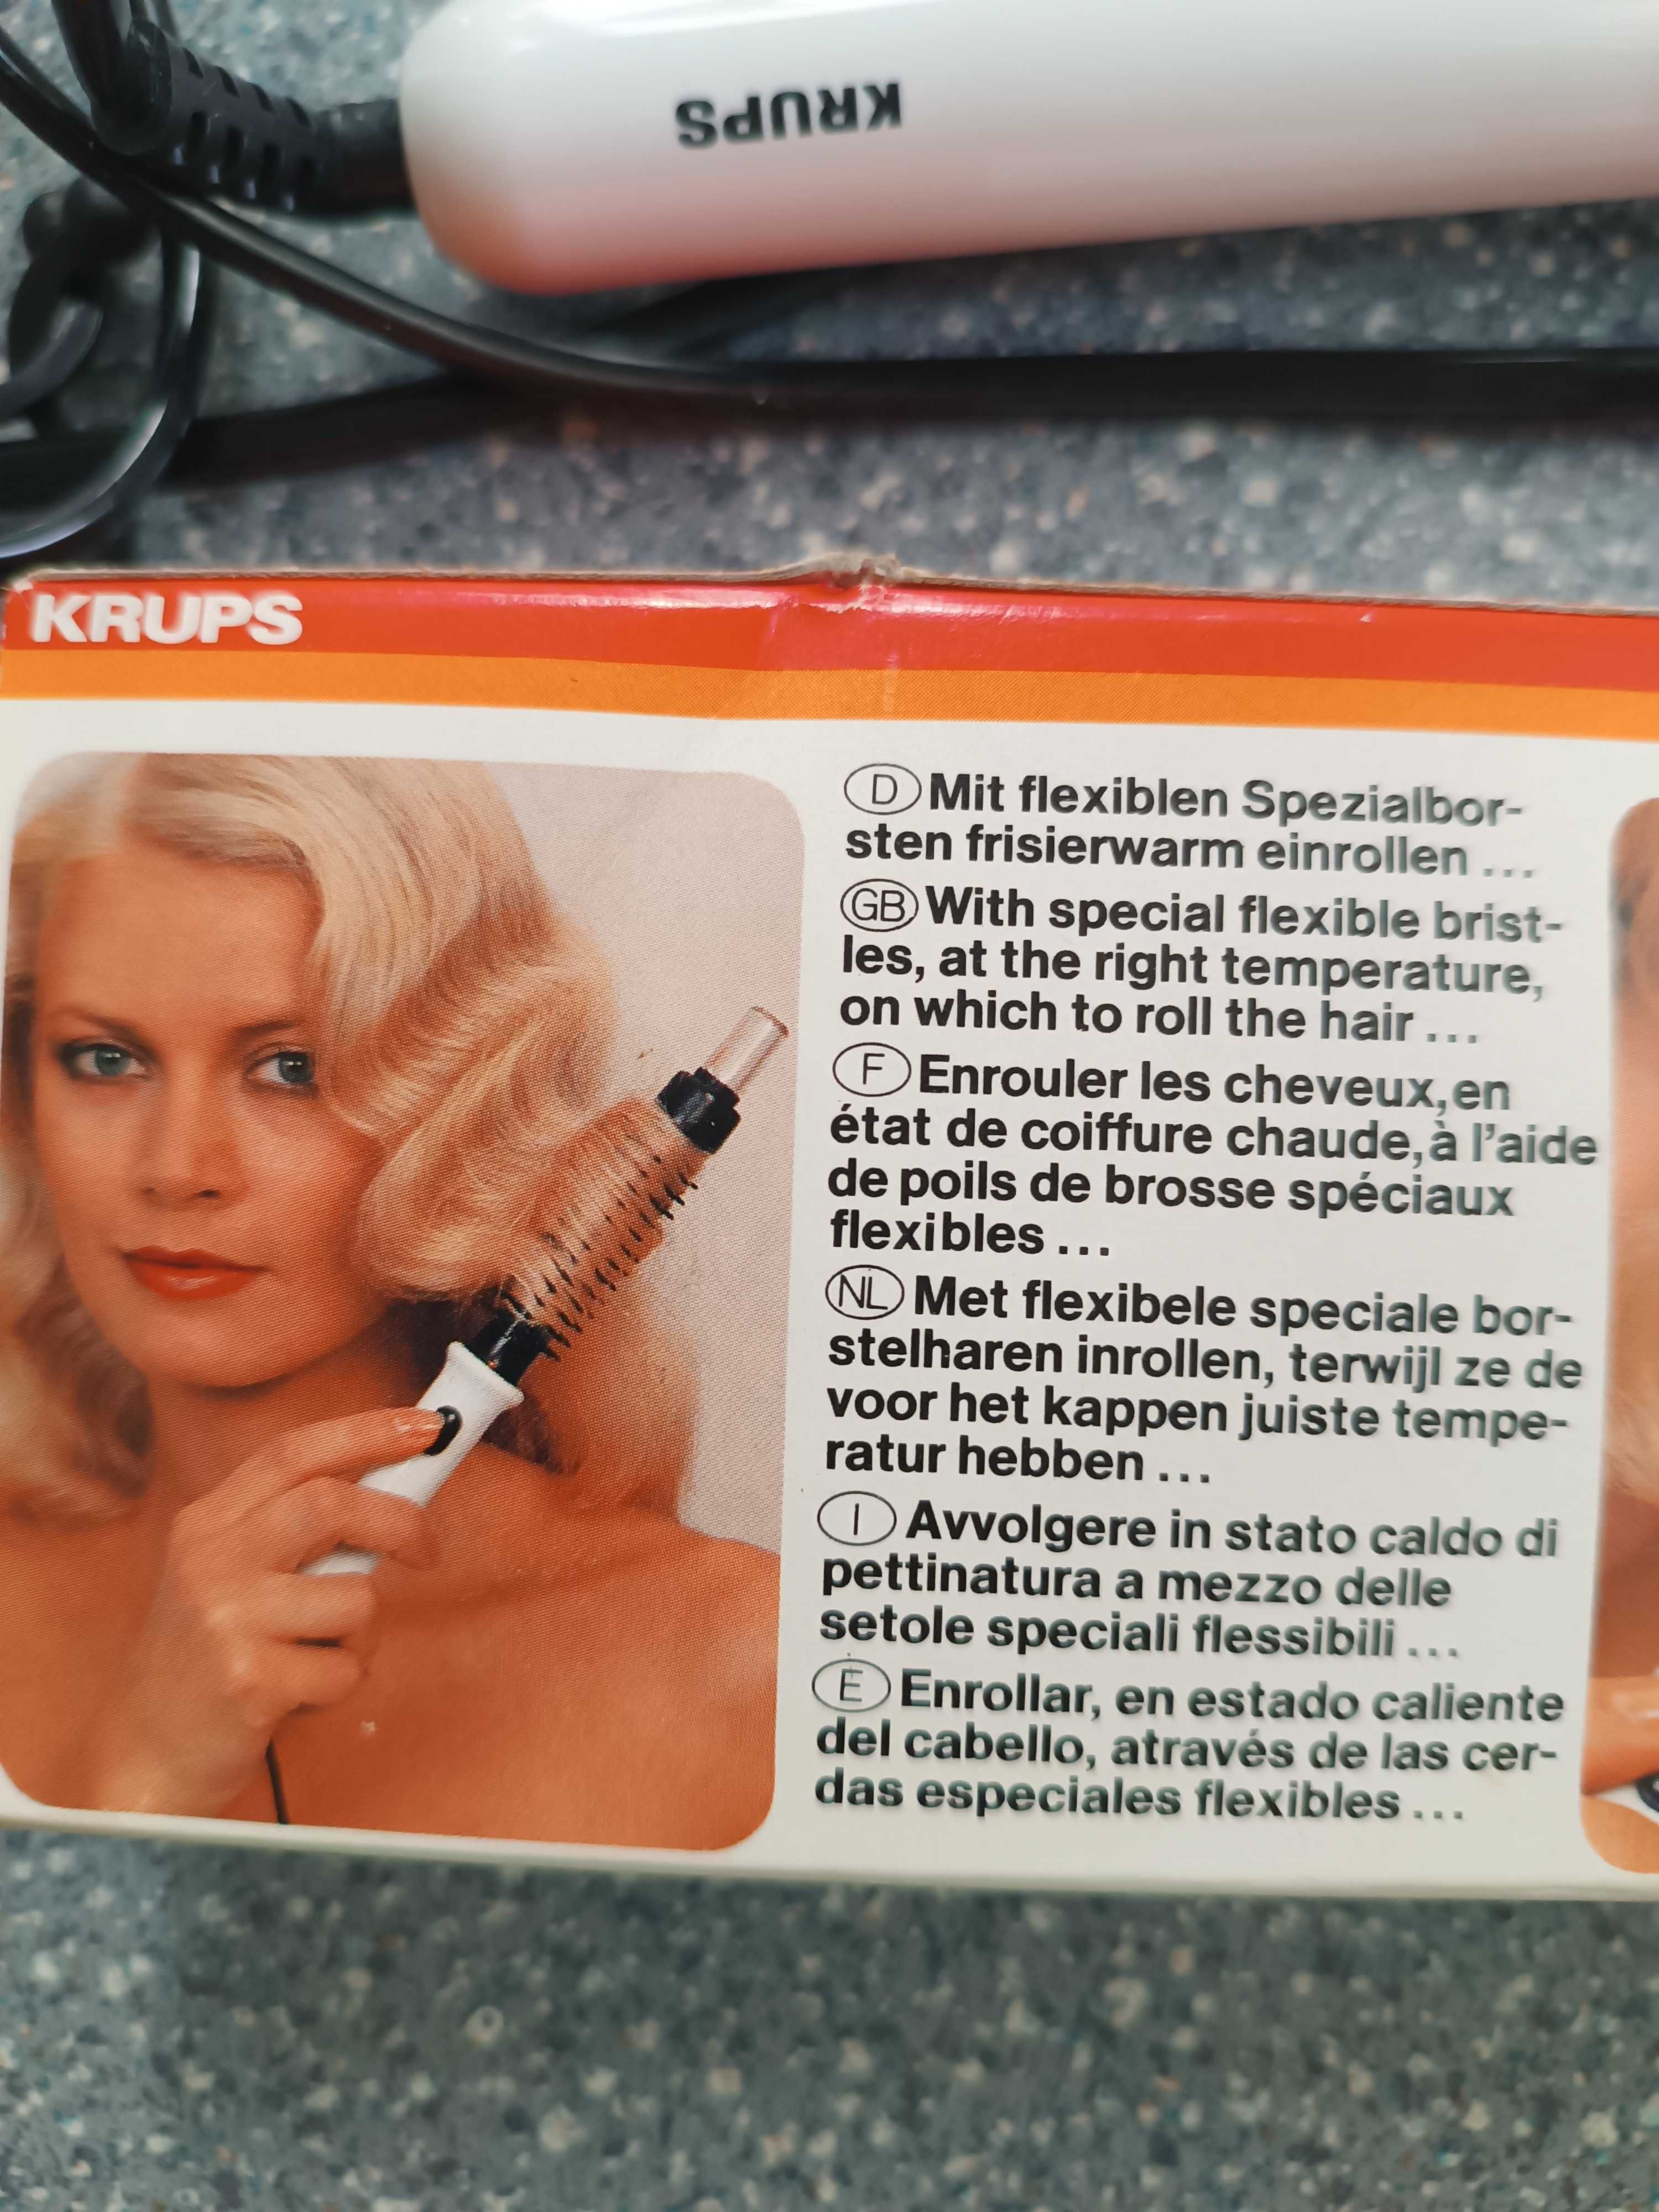 KRUPS
KRUPS
D Mit flexiblen Spezialbor-
sten frisierwarm einrollen ...
GB With special flexible brist-
les, at the right temperature,
on which to roll the hair ...
F Enrouler les cheveux, en
état de coiffure chaude, à l'aide
de poils de brosse spéciaux
flexibles ...
NL Met flexibele speciale bor-
stelharen inrollen, terwijl ze de
voor het kappen juiste tempe-
ratur hebben ...
I Avvolgere in stato caldo di
pettinatura a mezzo delle
setole speciali flessibili ...
E Enrollar, en estado caliente
del cabello, através de las cer-
das especiales flexibles ...